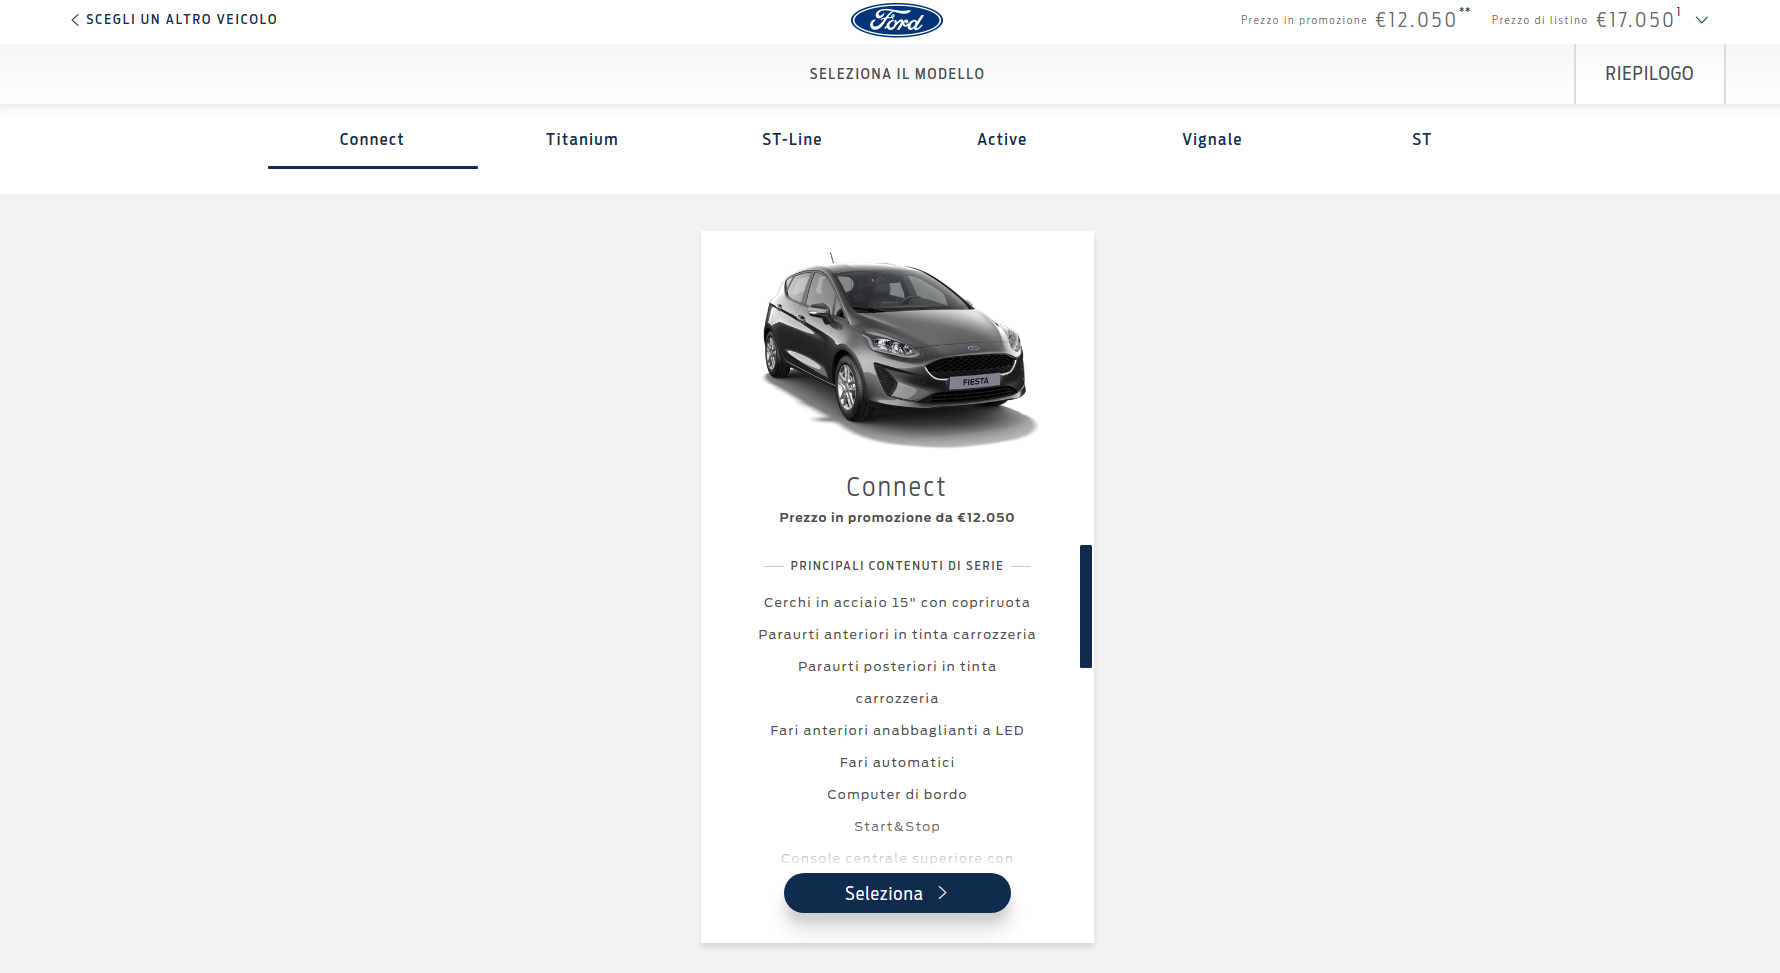 SCEGLI UN ALTRO VEICOLO
Ford
Prezzo in promozione €12.050** Prezzo di listino €17.050¹
SELEZIONA IL MODELLO
RIEPILOGO
Connect Titanium ST-Line Active Vignale ST
FIESTA
Connect
Prezzo in promozione da €12.050
PRINCIPALI CONTENUTI DI SERIE
Cerchi in acciaio 15" con copriruota
Paraurti anteriori in tinta carrozzeria
Paraurti posteriori in tinta
carrozzeria
Fari anteriori anabbaglianti a LED
Fari automatici
Computer di bordo
Start&Stop
Console centrale superiore con
Seleziona